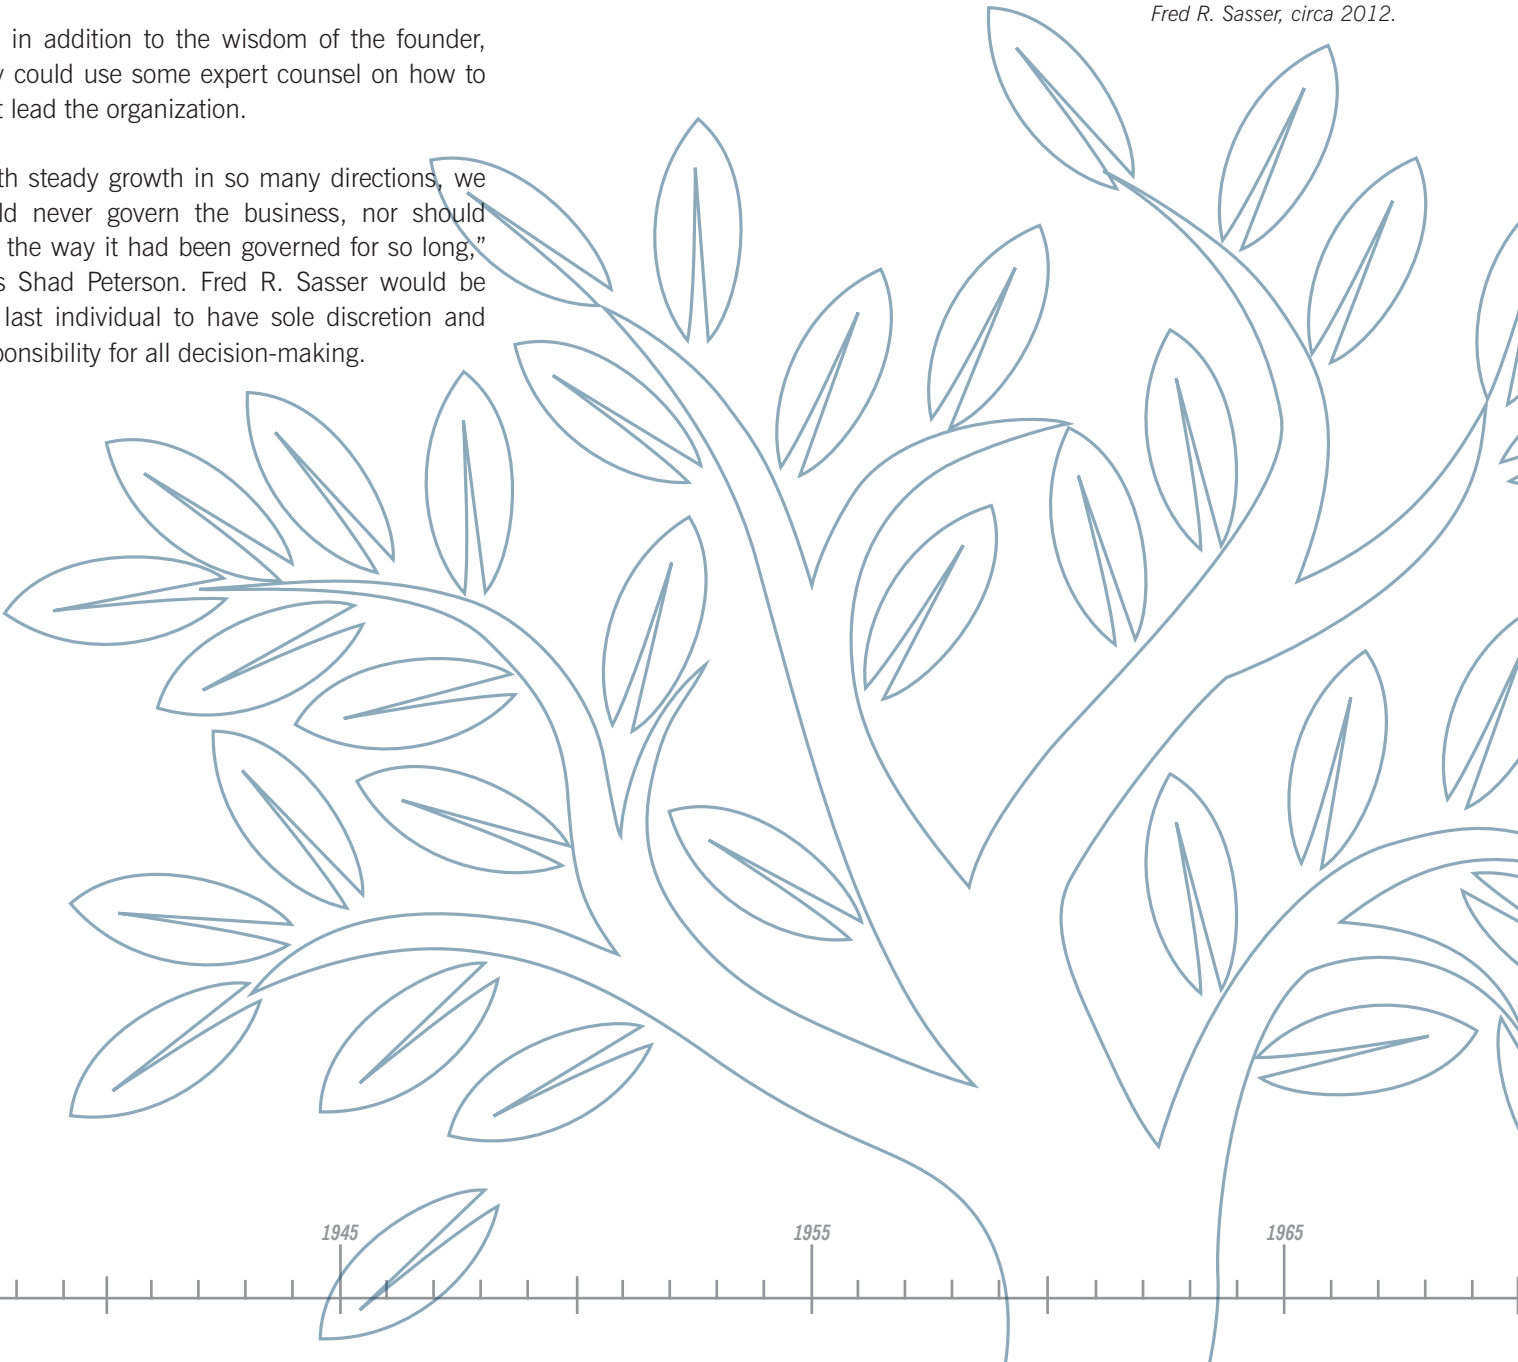 in addition to the wisdom of the founder,
could use some expert counsel on how to
lead the organization.
steady growth in so many directions, we
never govern the business, nor should
the way it had been governed for so long,”
Shad Peterson. Fred R. Sasser would be
last individual to have sole discretion and
for all decision-making.
Fred R. Sasser, circa 2012.
1945 1955 1965